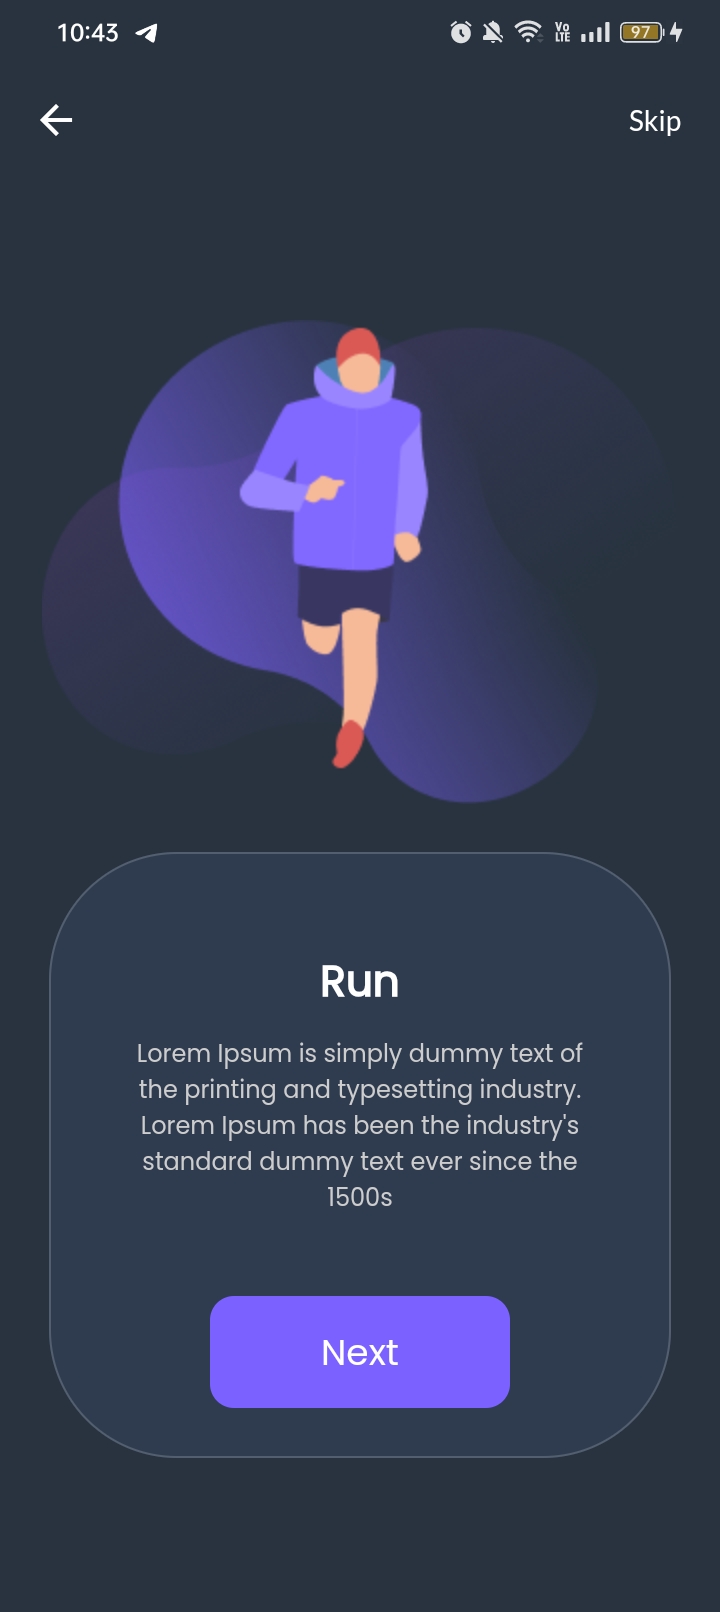 10:43
Vo
LTE
97
Skip
Run
Lorem Ipsum is simply dummy text of
the printing and typesetting industry.
Lorem Ipsum has been the industry's
standard dummy text ever since the
1500s
Next